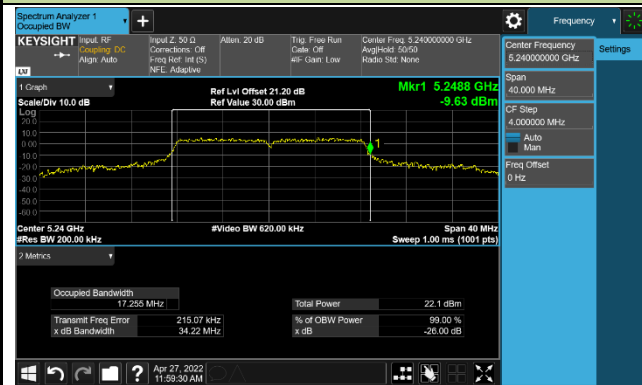 Spectrum Analyzer 1
Occupied BW
Frequency
KEYSIGHT
Input: RF
Coupling: DC
Align: Auto
Input Z: 50 Ω
Corrections: Off
Freq Ref: Int (S)
NFE: Adaptive
Atten: 20 dB
Trig: Free Run
Gate: Off
#IF Gain: Low
Center Freq: 5.240000000 GHz
Avg|Hold: 50/50
Radio Std: None
LXI
Center Frequency
5.240000000 GHz
Settings
Span
40.000 MHz
CF Step
4.000000 MHz
Auto
Man
Freq Offset
0 Hz
1 Graph
Scale/Div 10.0 dB
Ref Lvl Offset 21.20 dB
Ref Value 30.00 dBm
Mkr1 5.2488 GHz
-9.63 dBm
Log
20.0
10.0
0.00
-10.0
-20.0
-30.0
-40.0
-50.0
-60.0
1
Center 5.24 GHz
#Video BW 620.00 kHz
Span 40 MHz
#Res BW 200.00 kHz
Sweep 1.00 ms (1001 pts)
2 Metrics
Occupied Bandwidth
17.255 MHz
Total Power 22.1 dBm
Transmit Freq Error 215.07 kHz
% of OBW Power 99.00 %
x dB Bandwidth 34.22 MHz
x dB -26.00 dB
?
Apr 27, 2022
11:59:30 AM